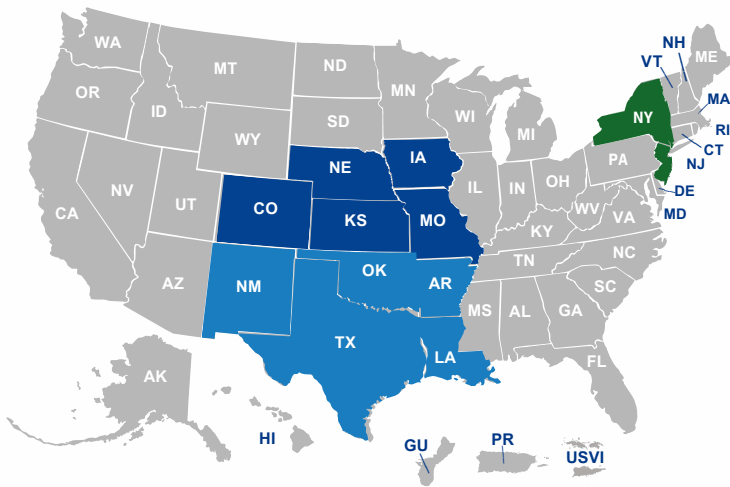 NH
WA
VT
ME
MT
ND
MN
OR
MA
NY
ID
WI
SD
RI
MI
WY
CT
IA
PA
NJ
NE
NV
OH
IL
IN
DE
UT
CO
WV
CA
KS
MO
VA
MD
KY
NC
TN
OK
AZ
NM
AR
SC
MS
AL
GA
TX
LA
FL
AK
HI
GU
PR
USVI